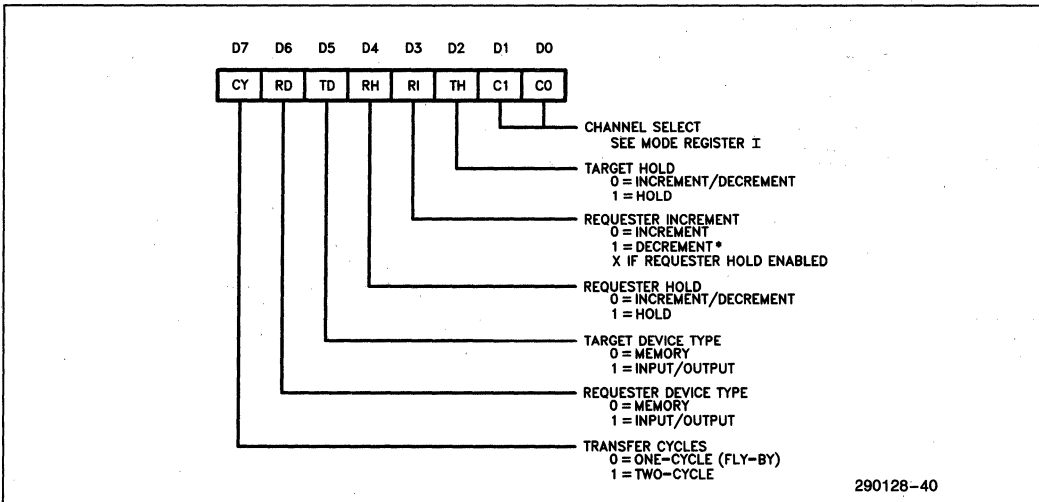 D7 D6 D5 D4 D3 D2 D1 D0
CY RD TD RH RI TH C1 C0
CHANNEL SELECT
SEE MODE REGISTER I
TARGET HOLD
0 = INCREMENT/DECREMENT
1 = HOLD
REQUESTER INCREMENT
0 = INCREMENT
1 = DECREMENT*
X IF REQUESTER HOLD ENABLED
REQUESTER HOLD
0 = INCREMENT/DECREMENT
1 = HOLD
TARGET DEVICE TYPE
0 = MEMORY
1 = INPUT/OUTPUT
REQUESTER DEVICE TYPE
0 = MEMORY
1 = INPUT/OUTPUT
TRANSFER CYCLES
0 = ONE-CYCLE (FLY-BY)
1 = TWO-CYCLE
290128-40